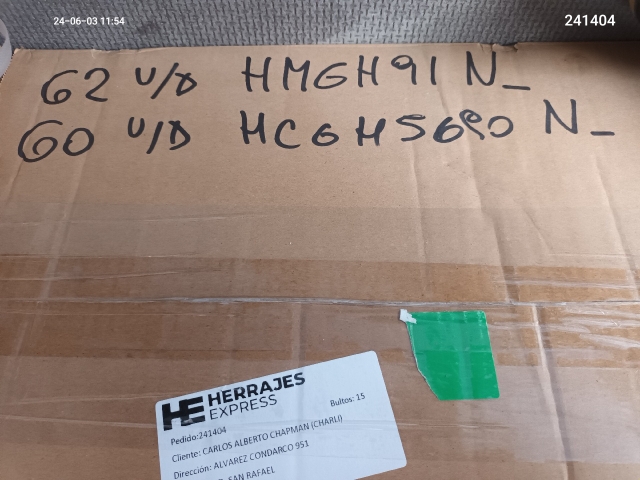 24-06-03 11:54
241404
62 U/D HMGH91 N_
60 U/D HCGH5690 N_
HE HERRAJES
EXPRESS
Bultos: 15
Pedido:241404
Cliente: CARLOS ALBERTO CHAPMAN (CHARLI)
Dirección: ALVAREZ CONDARCO 951
SAN RAFAEL